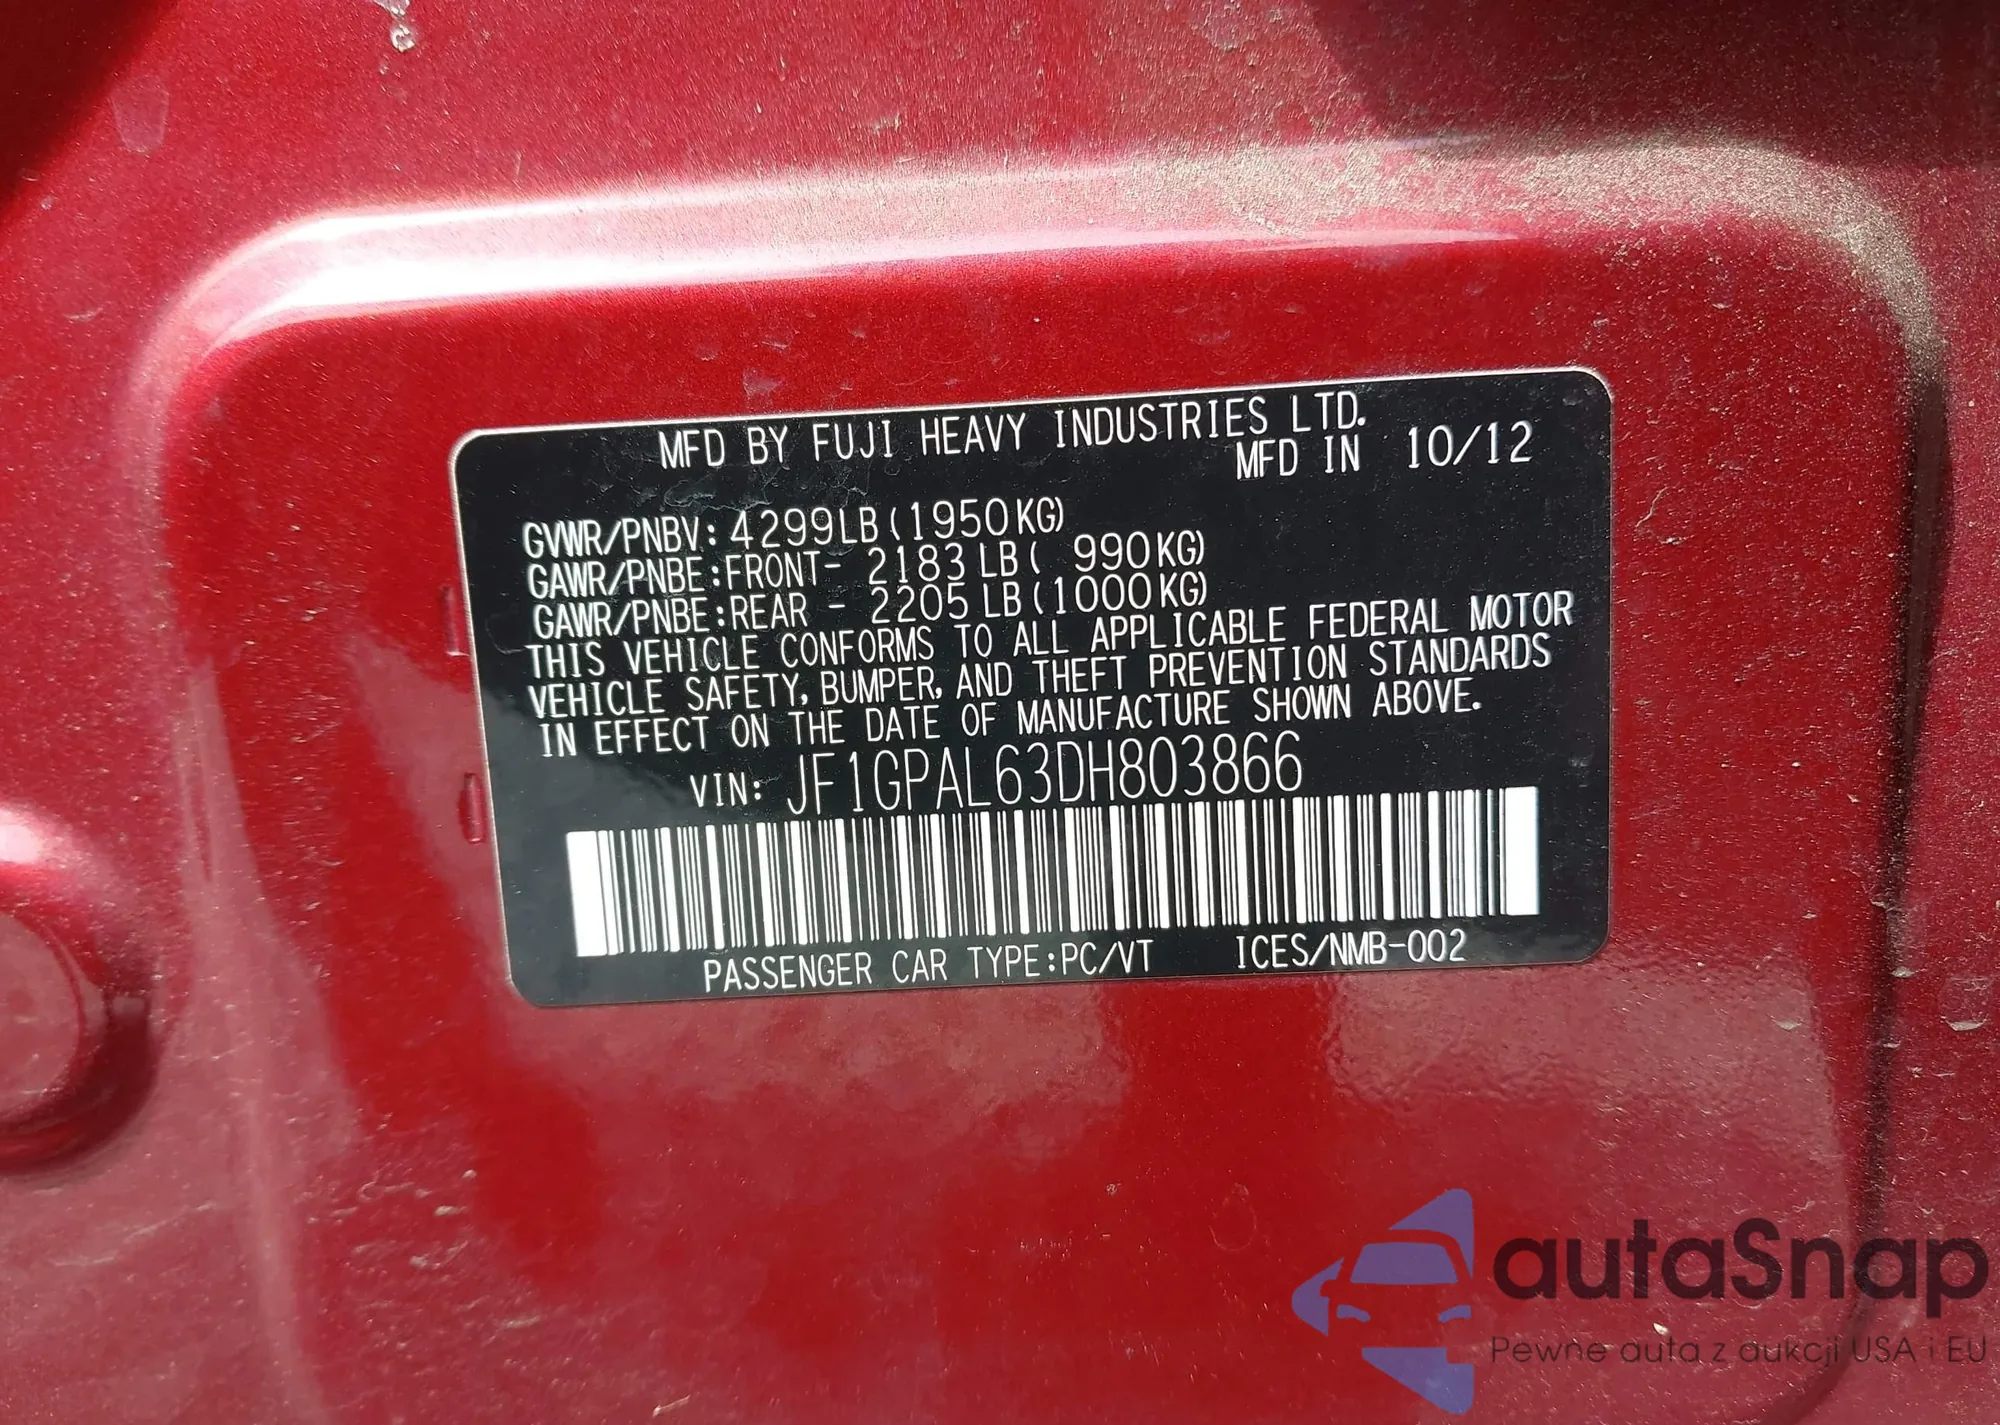 MFD BY FUJI HEAVY INDUSTRIES LTD.
MFD IN 10/12
GVWR/PNBV: 4299LB (1950KG)
GAWR/PNBE:FRONT- 2183 LB ( 990KG)
GAWR/PNBE:REAR - 2205 LB (1000KG)
THIS VEHICLE CONFORMS TO ALL APPLICABLE FEDERAL MOTOR
VEHICLE SAFETY, BUMPER, AND THEFT PREVENTION STANDARDS
IN EFFECT ON THE DATE OF MANUFACTURE SHOWN ABOVE.
VIN: JF1GPAL63DH803866
PASSENGER CAR TYPE:PC/VT ICES/NMB-002
autaSnap
Pewne auta z aukcji USA i EU